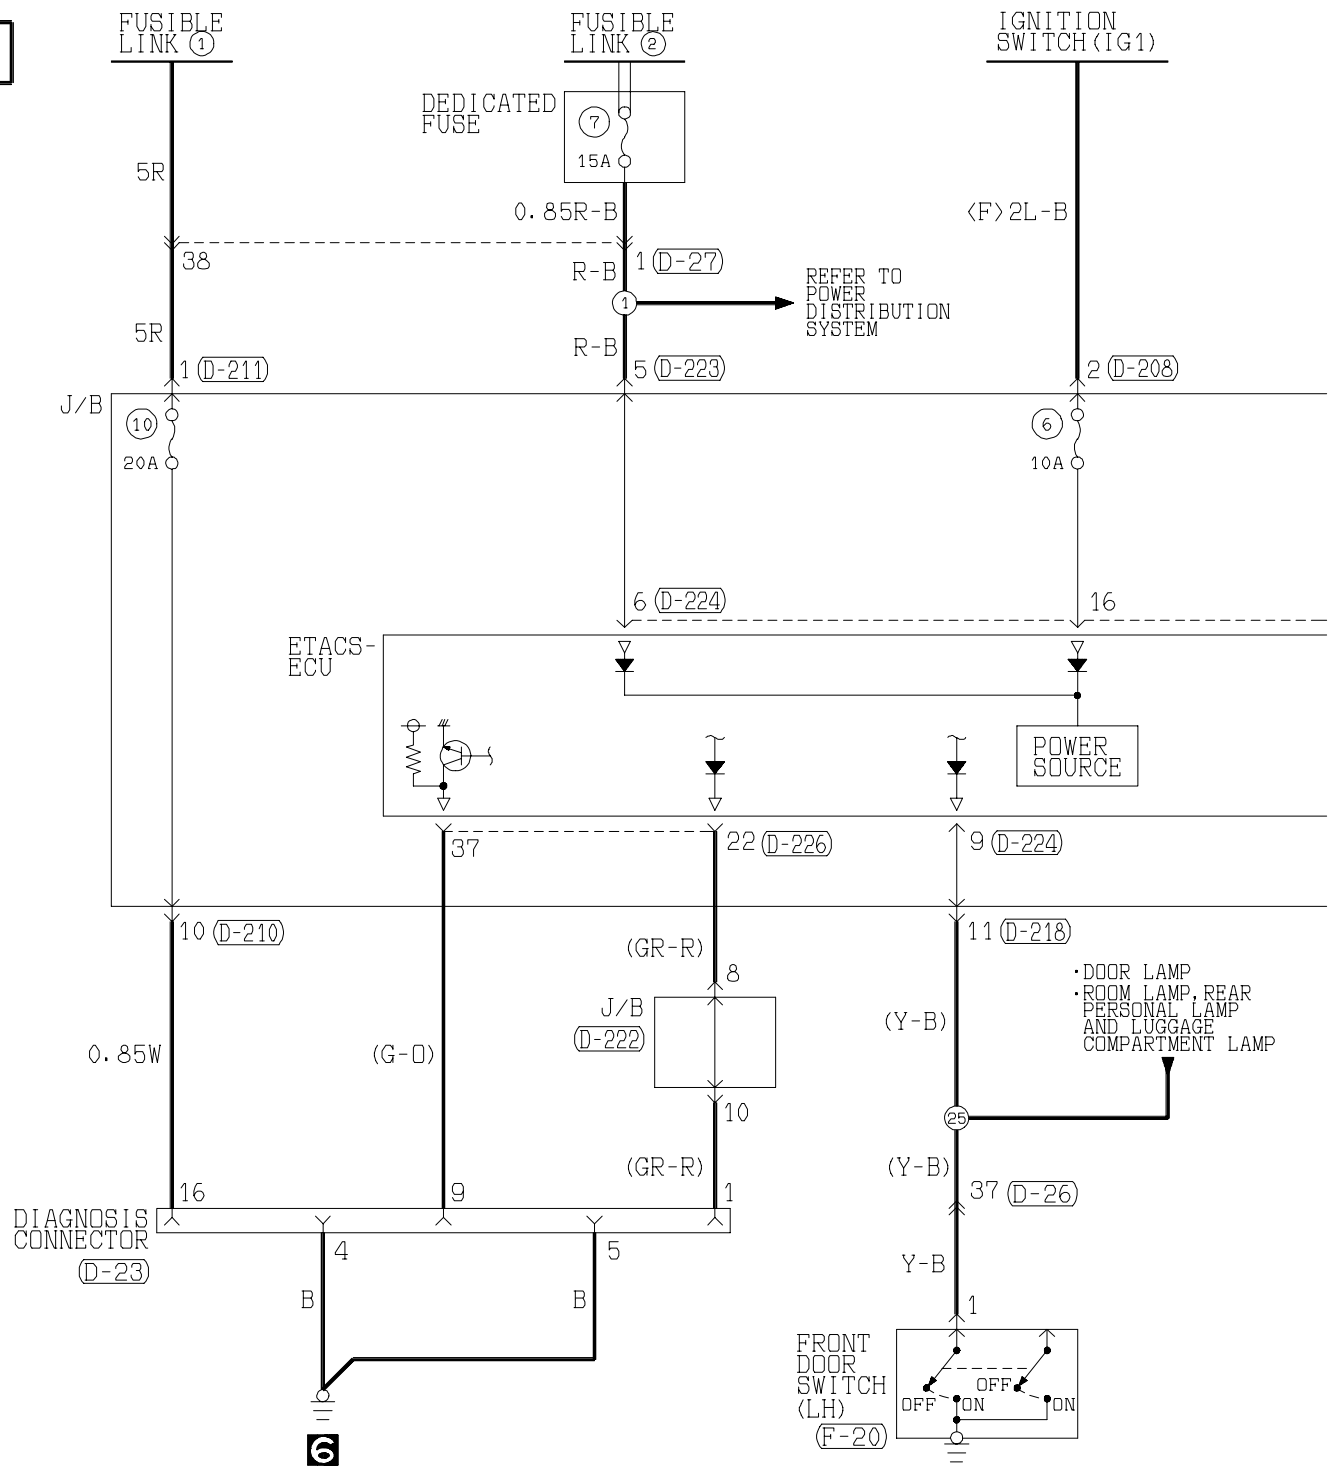 FUSIBLE
LINK ①
FUSIBLE
LINK ②
IGNITION
SWITCH(IG1)
DEDICATED
FUSE
7
15A
5R
0.85R-B
<F>2L-B
38
1 (D-27)
R-B
REFER TO
POWER
DISTRIBUTION
SYSTEM
1
5R
R-B
1 (D-211)
5 (D-223)
2 (D-208)
J/B
10
20A
6
10A
6 (D-224)
16
ETACS-
ECU
POWER
SOURCE
37
22 (D-226)
9 (D-224)
10 (D-210)
11 (D-218)
(GR-R)
8
·DOOR LAMP
·ROOM LAMP,REAR
PERSONAL LAMP
AND LUGGAGE
COMPARTMENT LAMP
J/B
(D-222)
(Y-B)
0.85W
(G-O)
10
25
(GR-R)
(Y-B)
16
9
1
37 (D-26)
DIAGNOSIS
CONNECTOR
(D-23)
4
5
Y-B
B
B
1
FRONT
DOOR
SWITCH
(LH)
(F-20)
OFF
ON
OFF
ON
6